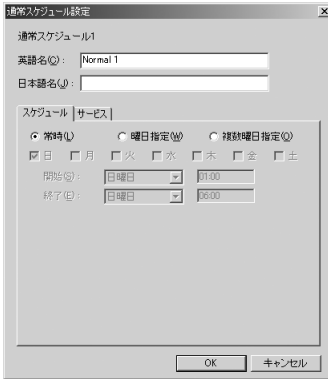 通常スケジュール設定
通常スケジュール1
英語名(C): Normal 1
日本語名(J):
スケジュール サービス
常時(L) 曜日指定(W) 複数曜日指定(O)
日 月 火 水 木 金 土
開始(S): 日曜日 01:00
終了(E): 日曜日 06:00
OK キャンセル